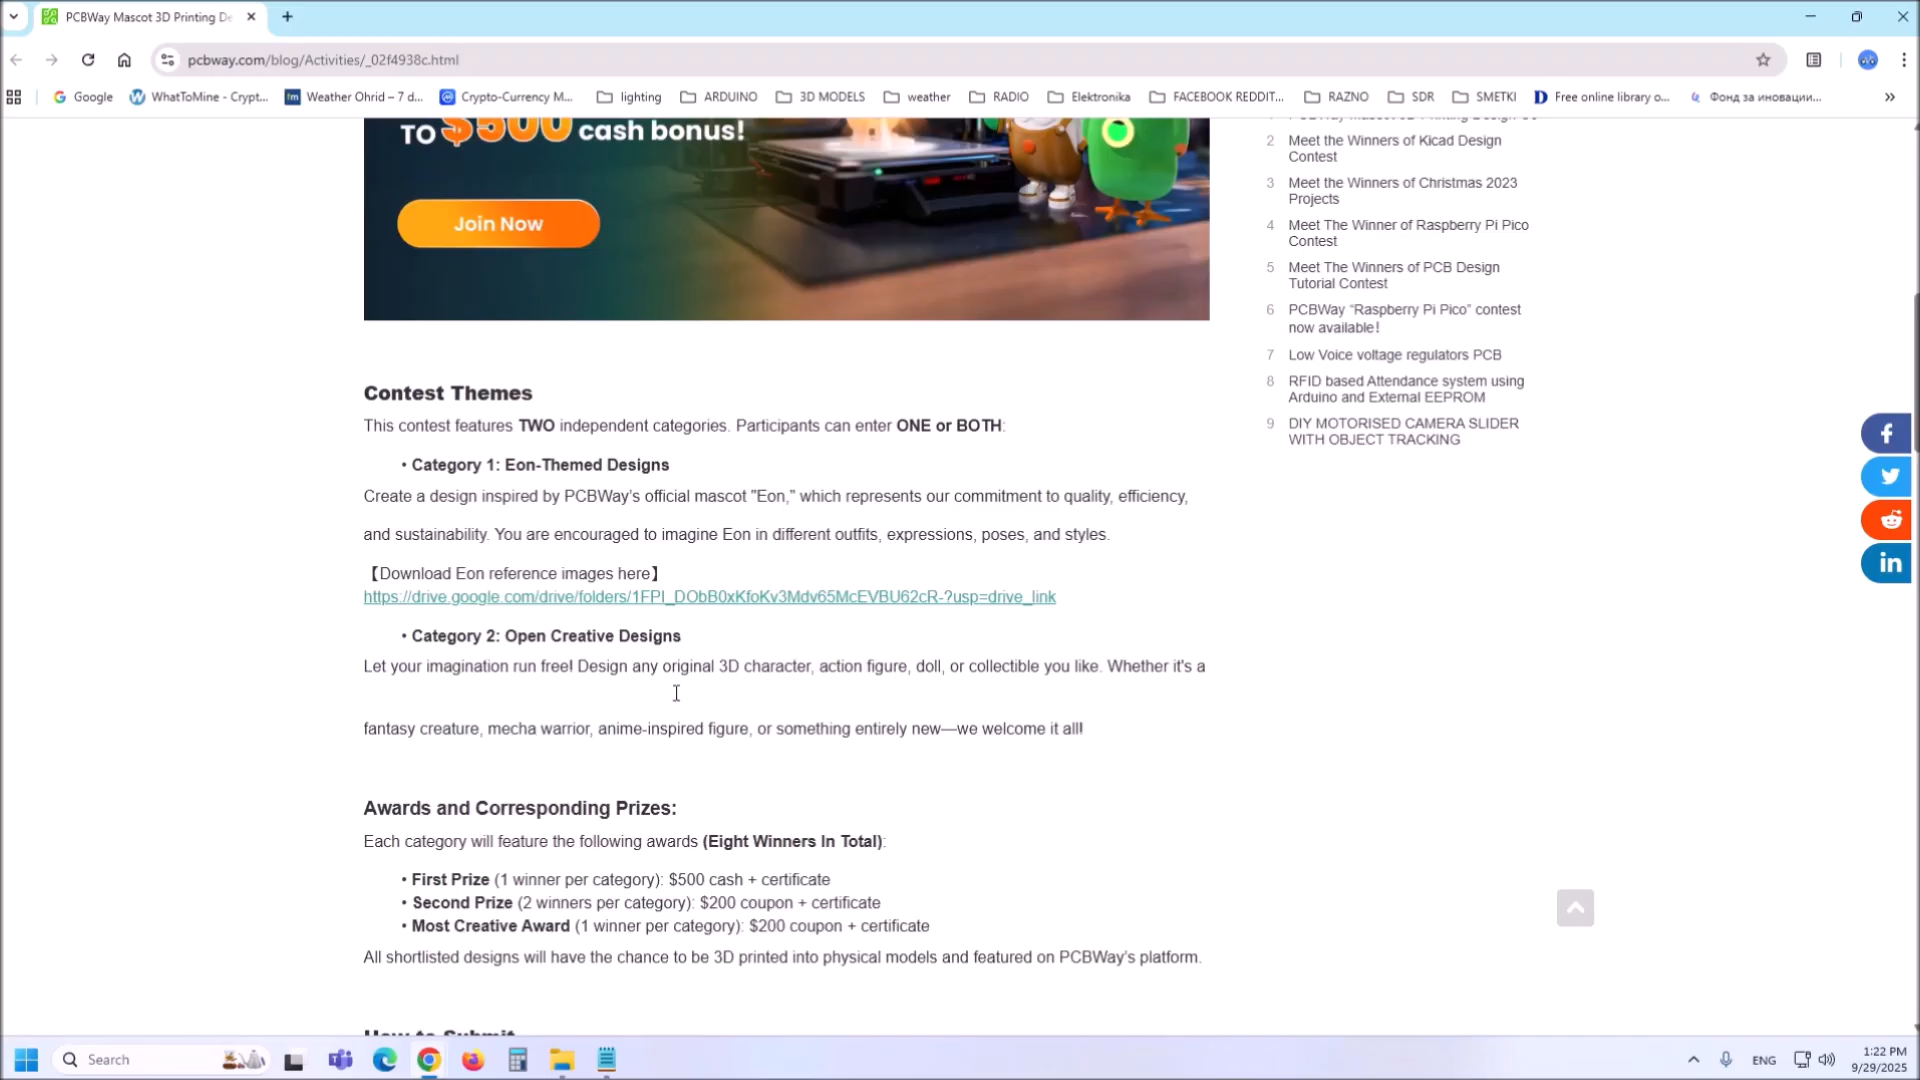 PCBWay Mascot 3D Printing De
pcbway.com/blog/Activities/_02f4938c.html
Google
WhatToMine - Crypt...
Weather Ohrid – 7 d...
Crypto-Currency M...
lighting
ARDUINO
3D MODELS
weather
RADIO
Elektronika
FACEBOOK REDDIT...
RAZNO
SDR
SMETKI
Free online library o...
Фонд за иновации...
TO $500 cash bonus!
Join Now
2 Meet the Winners of Kicad Design
Contest
3 Meet the Winners of Christmas 2023
Projects
4 Meet The Winner of Raspberry Pi Pico
Contest
5 Meet The Winners of PCB Design
Tutorial Contest
6 PCBWay “Raspberry Pi Pico” contest
now available!
7 Low Voice voltage regulators PCB
8 RFID based Attendance system using
Arduino and External EEPROM
9 DIY MOTORISED CAMERA SLIDER
WITH OBJECT TRACKING
Contest Themes
This contest features TWO independent categories. Participants can enter ONE or BOTH:
• Category 1: Eon-Themed Designs
Create a design inspired by PCBWay’s official mascot "Eon," which represents our commitment to quality, efficiency,
and sustainability. You are encouraged to imagine Eon in different outfits, expressions, poses, and styles.
【Download Eon reference images here】
https://drive.google.com/drive/folders/1FPI_DObB0xKfoKv3Mdv65McEVBU62cR-?usp=drive_link
• Category 2: Open Creative Designs
Let your imagination run free! Design any original 3D character, action figure, doll, or collectible you like. Whether it's a
fantasy creature, mecha warrior, anime-inspired figure, or something entirely new—we welcome it all!
Awards and Corresponding Prizes:
Each category will feature the following awards (Eight Winners In Total):
• First Prize (1 winner per category): $500 cash + certificate
• Second Prize (2 winners per category): $200 coupon + certificate
• Most Creative Award (1 winner per category): $200 coupon + certificate
All shortlisted designs will have the chance to be 3D printed into physical models and featured on PCBWay’s platform.
How to Submit
Search
ENG
1:22 PM
9/29/2025